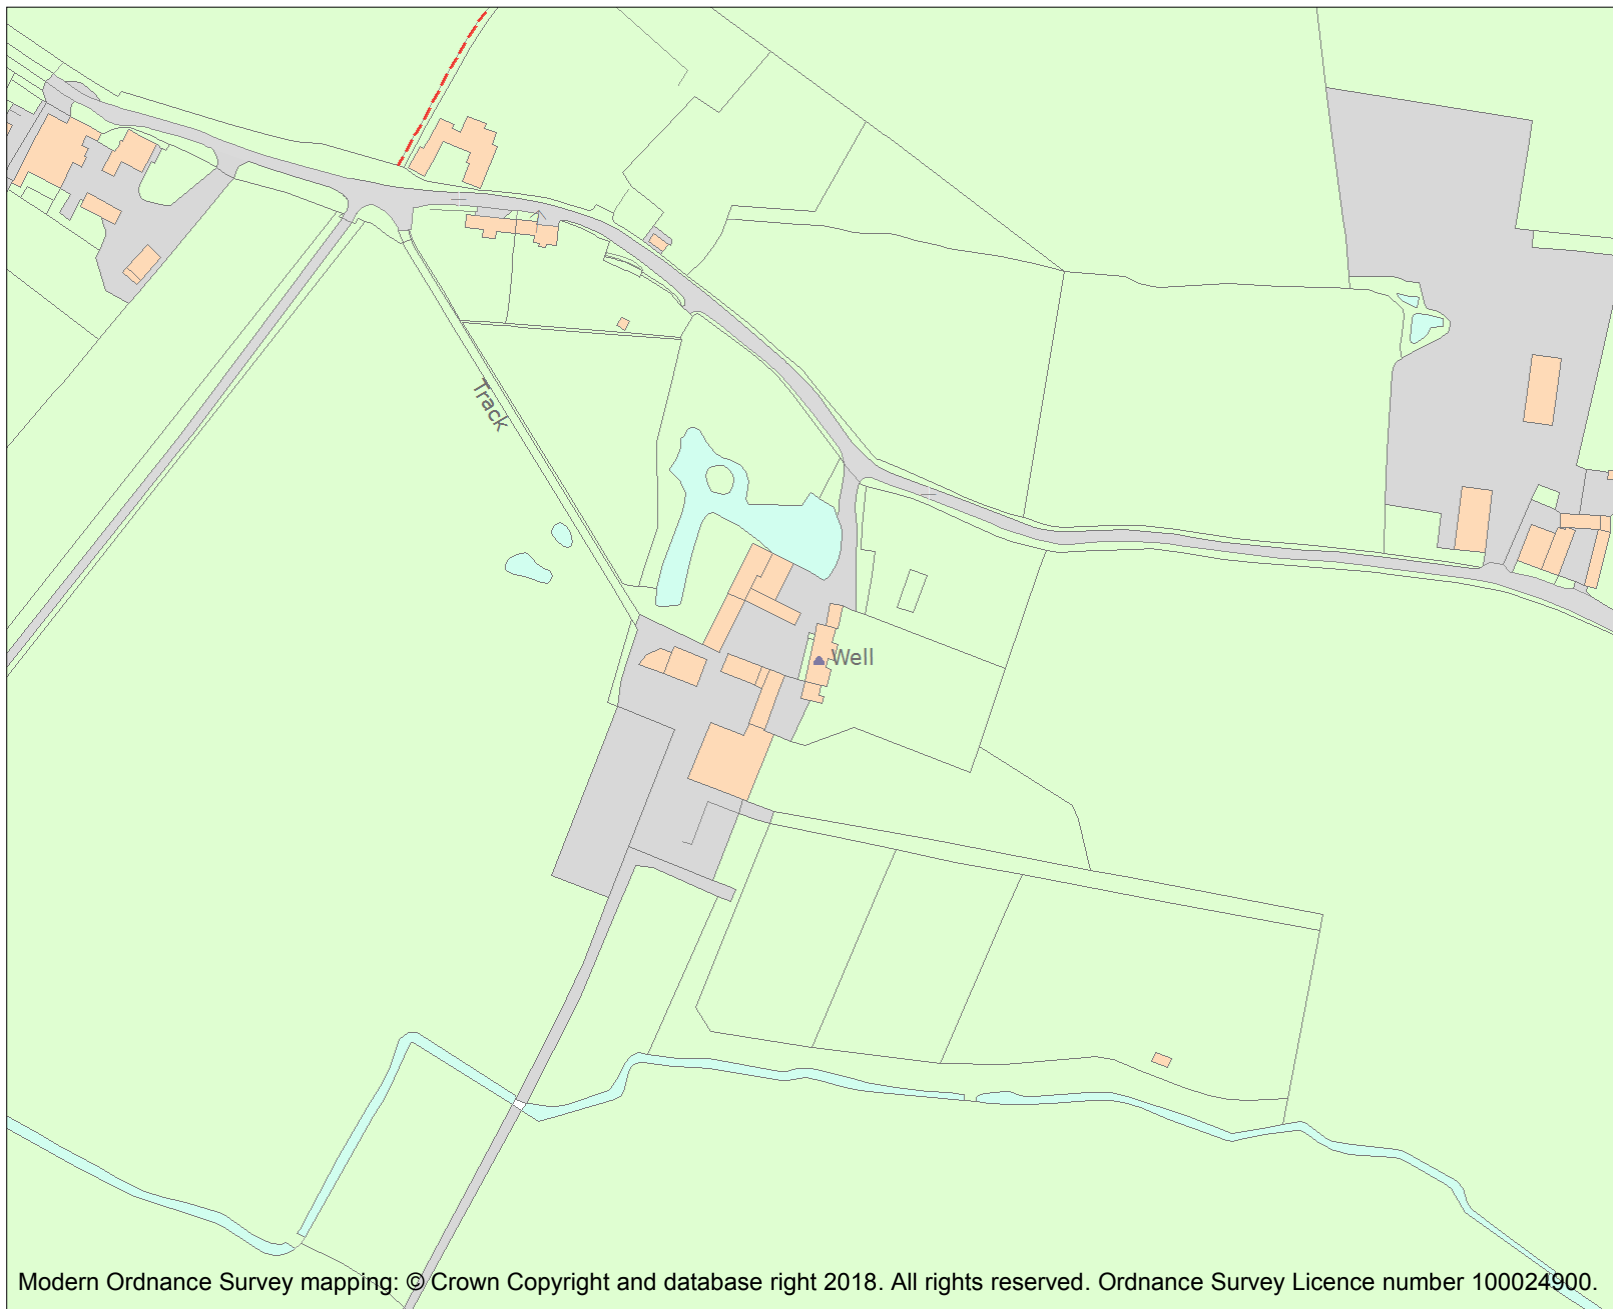 Track
Well
Modern Ordnance Survey mapping: © Crown Copyright and database right 2018. All rights reserved. Ordnance Survey Licence number 100024900.